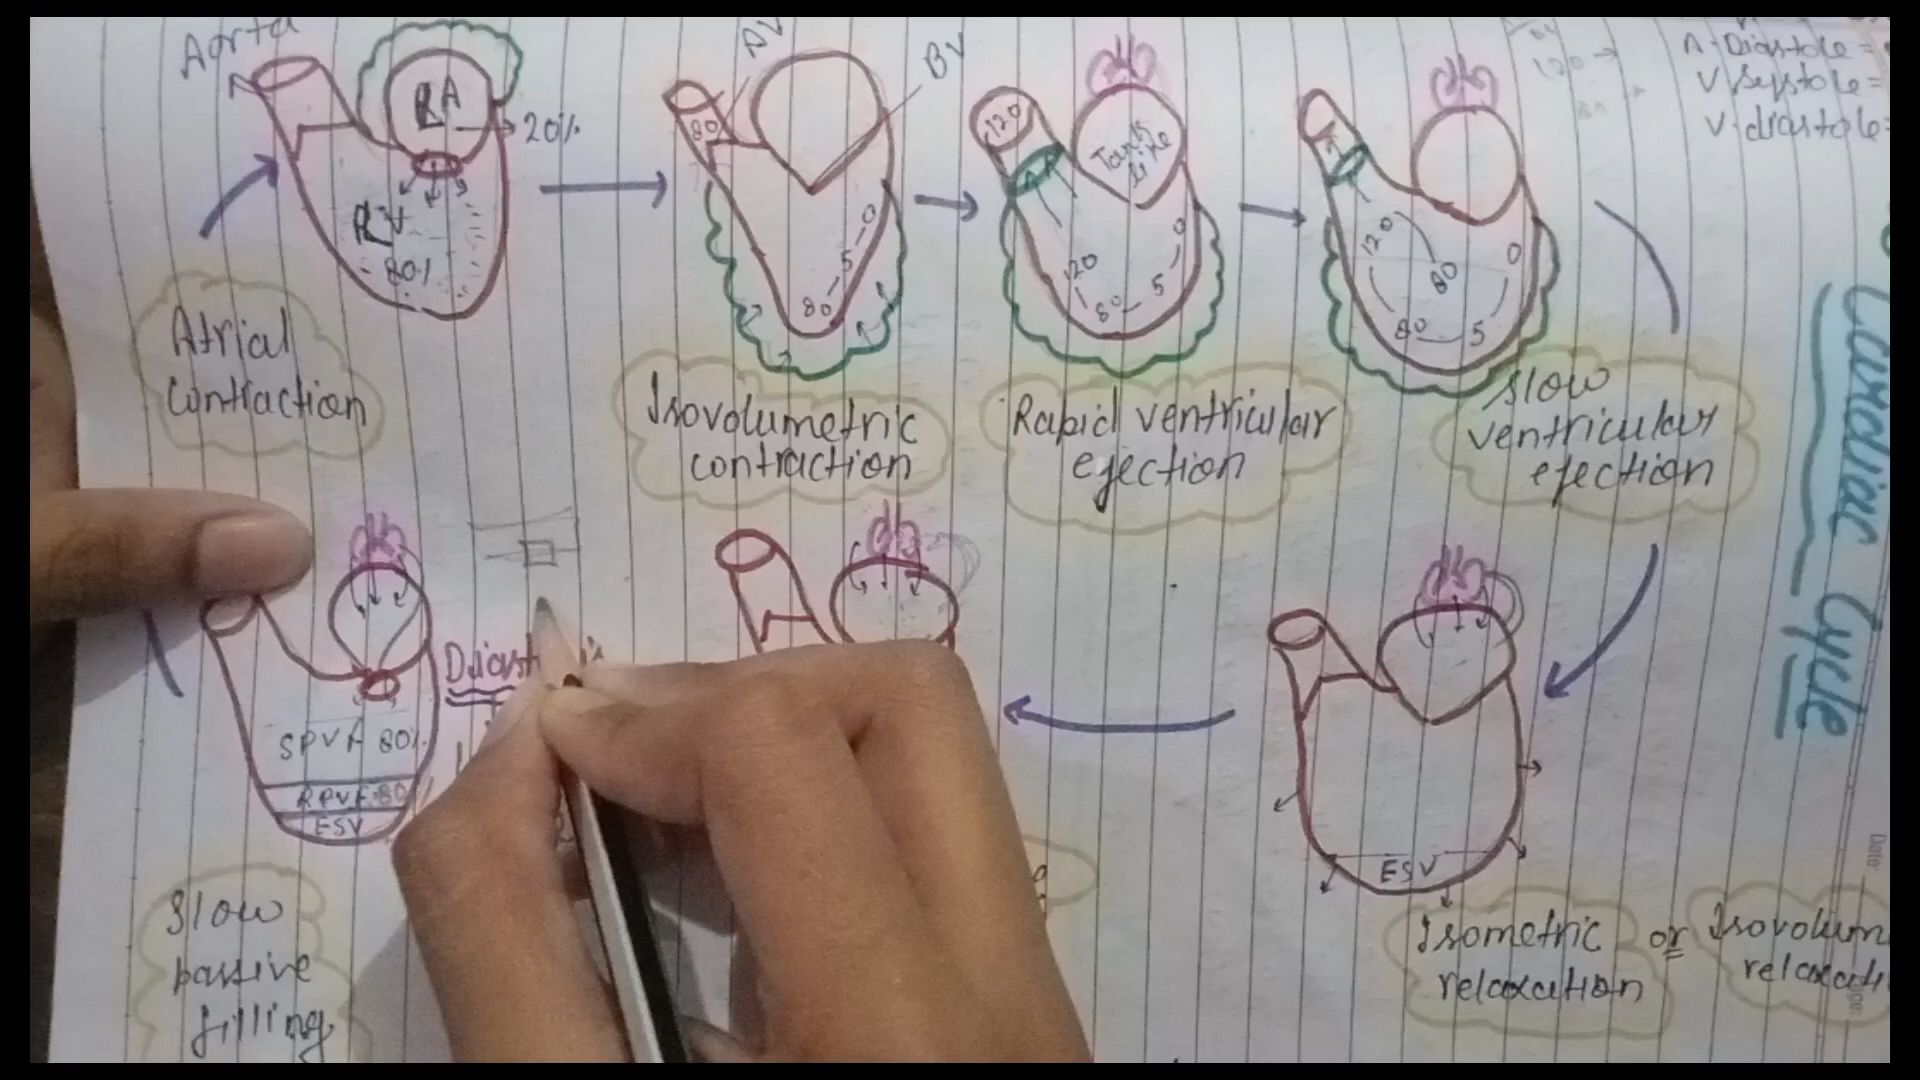 Aorta
RA
20%
RV
80%
Atrial
contraction
AV
BV
80
0
5
80
Isovolumetric
contraction
120
Tank
like
0
120
5
80
Rapid ventricular
ejection
120
80
0
80
5
Slow
ventricular
ejection
120
80
A. Diastole =
V Systole =
V. diastole =
Cardiac Cycle
SPVF 80%
RPVF 80
ESV
Slow
passive
filling
ESV
Isometric or Isovolum
relaxation relaxati
Date